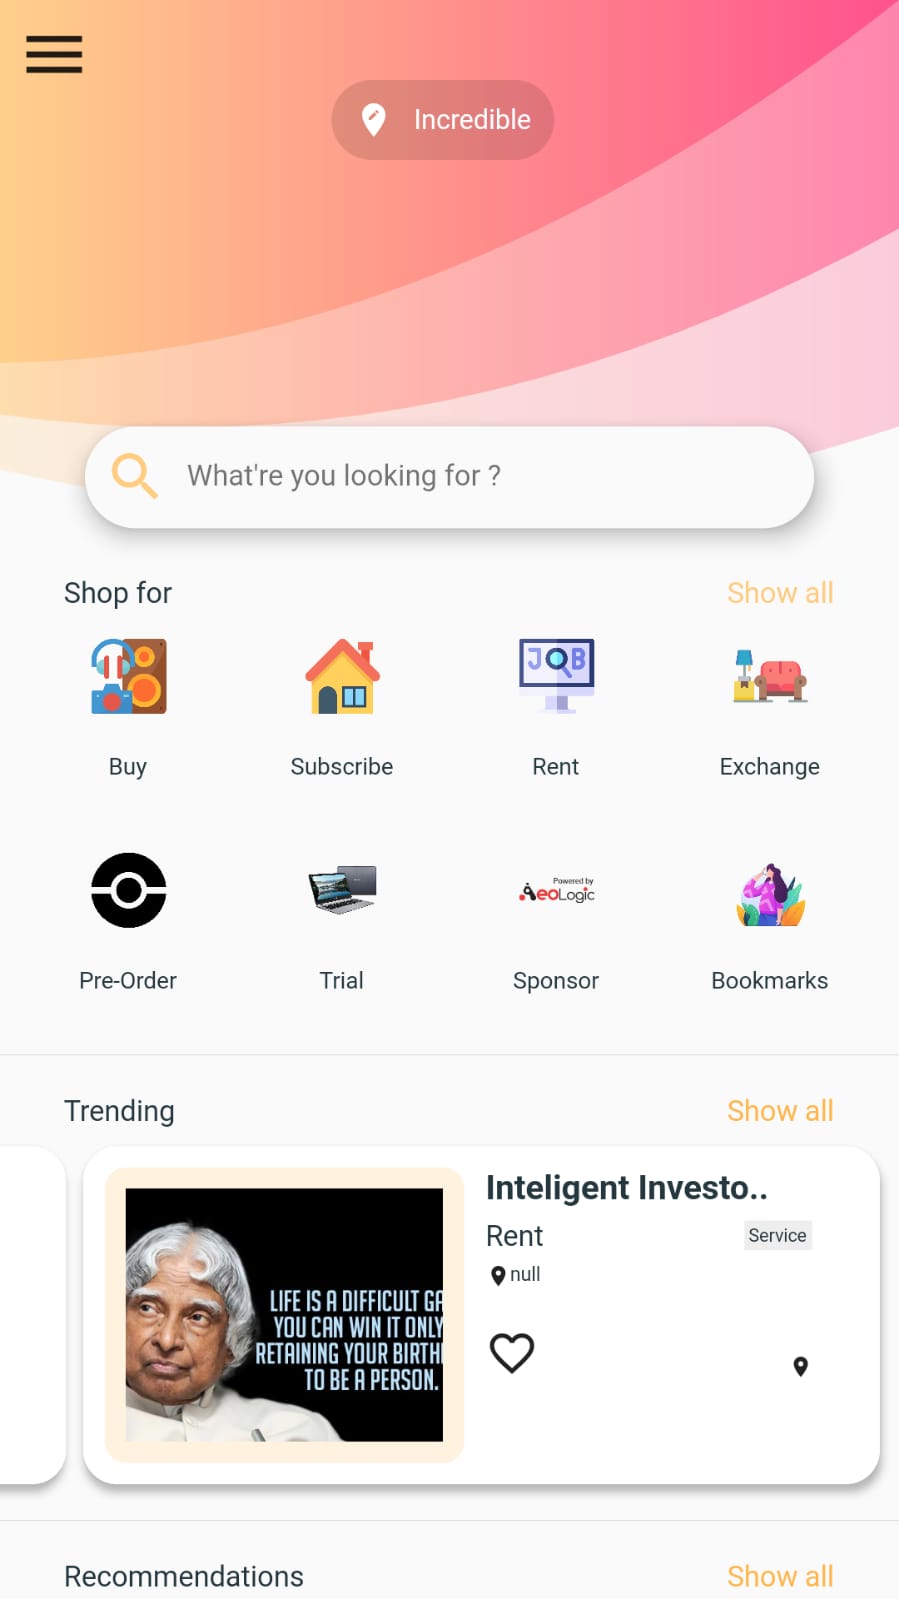 Incredible
What're you looking for ?
Shop for
Show all
JOB
Buy
Subscribe
Rent
Exchange
Powered by
AeoLogic
Pre-Order
Trial
Sponsor
Bookmarks
Trending
Show all
Inteligent Investo..
Rent
Service
null
LIFE IS A DIFFICULT GA
YOU CAN WIN IT ONLY
RETAINING YOUR BIRTH
TO BE A PERSON.
Recommendations
Show all